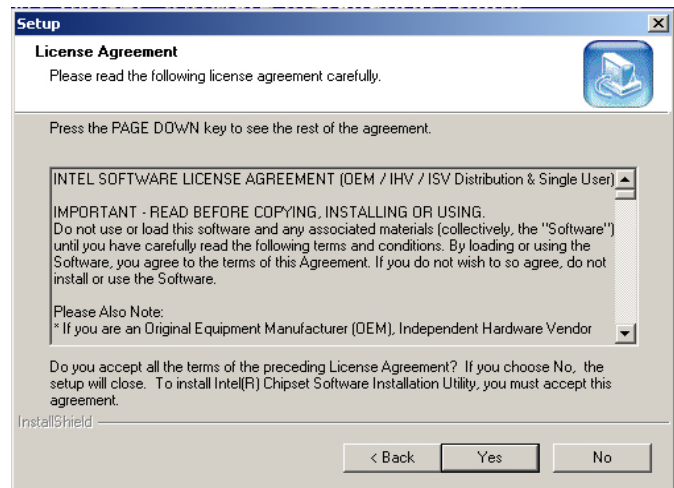 Setup
License Agreement
Please read the following license agreement carefully.
Press the PAGE DOWN key to see the rest of the agreement.
INTEL SOFTWARE LICENSE AGREEMENT (OEM / IHV / ISV Distribution & Single User)
IMPORTANT - READ BEFORE COPYING, INSTALLING OR USING.
Do not use or load this software and any associated materials (collectively, the "Software")
until you have carefully read the following terms and conditions. By loading or using the
Software, you agree to the terms of this Agreement. If you do not wish to so agree, do not
install or use the Software.
Please Also Note:
* If you are an Original Equipment Manufacturer (OEM), Independent Hardware Vendor
Do you accept all the terms of the preceding License Agreement? If you choose No, the
setup will close. To install Intel(R) Chipset Software Installation Utility, you must accept this
agreement.
InstallShield
< Back Yes No